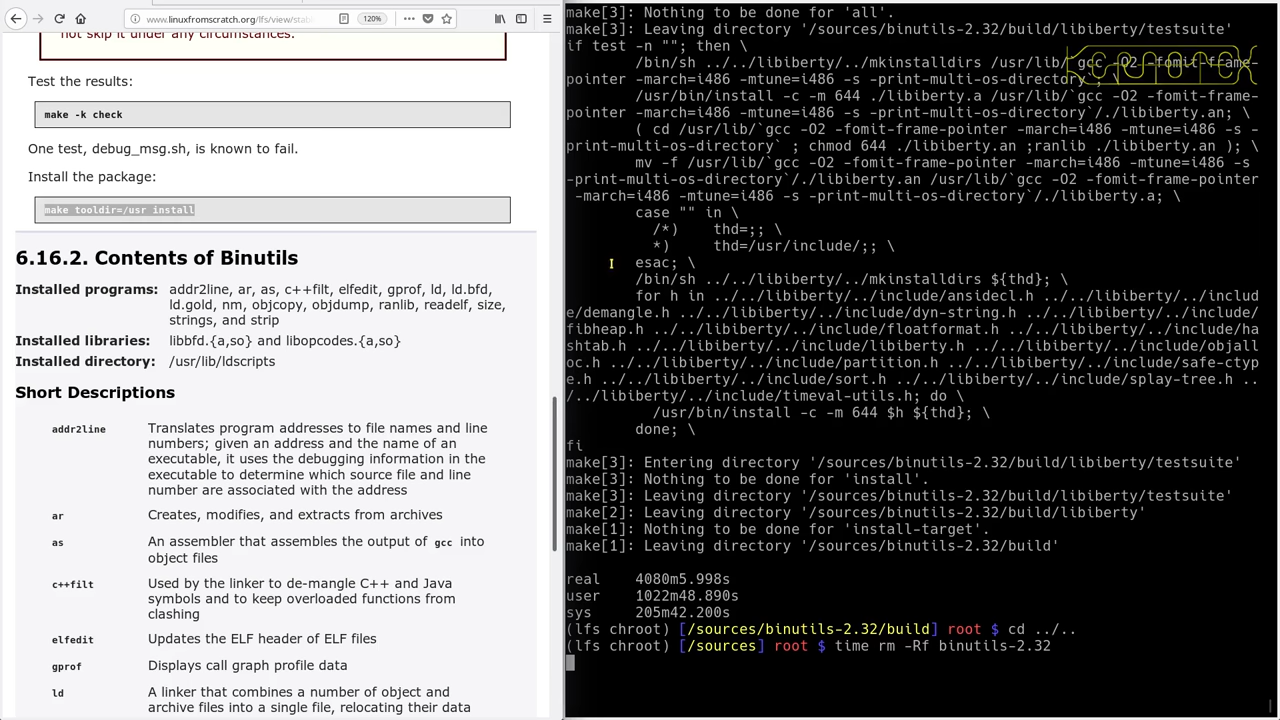 www.linuxfromscratch.org/lfs/view/stab
120%
not skip it under any circumstances.
Test the results:
make -k check
One test, debug_msg.sh, is known to fail.
Install the package:
make tooldir=/usr install
6.16.2. Contents of Binutils
Installed programs: addr2line, ar, as, c++filt, elfedit, gprof, ld, ld.bfd,
ld.gold, nm, objcopy, objdump, ranlib, readelf, size,
strings, and strip
Installed libraries: libbfd.{a,so} and libopcodes.{a,so}
Installed directory: /usr/lib/ldscripts
Short Descriptions
addr2line Translates program addresses to file names and line
numbers; given an address and the name of an
executable, it uses the debugging information in the
executable to determine which source file and line
number are associated with the address
ar Creates, modifies, and extracts from archives
as An assembler that assembles the output of gcc into
object files
c++filt Used by the linker to de-mangle C++ and Java
symbols and to keep overloaded functions from
clashing
elfedit Updates the ELF header of ELF files
gprof Displays call graph profile data
ld A linker that combines a number of object and
archive files into a single file, relocating their data
make[3]: Nothing to be done for 'all'.
make[3]: Leaving directory '/sources/binutils-2.32/build/libiberty/testsuite'
if test -n ""; then \
/bin/sh ../../libiberty/../mkinstalldirs /usr/lib/`gcc -O2 -fomit-frame-
pointer -march=i486 -mtune=i486 -s -print-multi-os-directory`; \
/usr/bin/install -c -m 644 ./libiberty.a /usr/lib/`gcc -O2 -fomit-frame-
pointer -march=i486 -mtune=i486 -s -print-multi-os-directory`/./libiberty.an; \
( cd /usr/lib/`gcc -O2 -fomit-frame-pointer -march=i486 -mtune=i486 -s -
print-multi-os-directory` ; chmod 644 ./libiberty.an ;ranlib ./libiberty.an ); \
mv -f /usr/lib/`gcc -O2 -fomit-frame-pointer -march=i486 -mtune=i486 -s
-print-multi-os-directory`/./libiberty.an /usr/lib/`gcc -O2 -fomit-frame-pointer
-march=i486 -mtune=i486 -s -print-multi-os-directory`/./libiberty.a; \
case "" in \
/*) thd=;; \
*) thd=/usr/include/;; \
esac; \
/bin/sh ../../libiberty/../mkinstalldirs ${thd}; \
for h in ../../libiberty/../include/ansidecl.h ../../libiberty/../includ
e/demangle.h ../../libiberty/../include/dyn-string.h ../../libiberty/../include/
fibheap.h ../../libiberty/../include/floatformat.h ../../libiberty/../include/ha
shtab.h ../../libiberty/../include/libiberty.h ../../libiberty/../include/objall
oc.h ../../libiberty/../include/partition.h ../../libiberty/../include/safe-ctyp
e.h ../../libiberty/../include/sort.h ../../libiberty/../include/splay-tree.h ..
/../libiberty/../include/timeval-utils.h; do \
/usr/bin/install -c -m 644 $h ${thd}; \
done; \
fi
make[3]: Entering directory '/sources/binutils-2.32/build/libiberty/testsuite'
make[3]: Nothing to be done for 'install'.
make[3]: Leaving directory '/sources/binutils-2.32/build/libiberty/testsuite'
make[2]: Leaving directory '/sources/binutils-2.32/build/libiberty'
make[1]: Nothing to be done for 'install-target'.
make[1]: Leaving directory '/sources/binutils-2.32/build'
real 4080m5.998s
user 1022m48.890s
sys 205m42.200s
(lfs chroot) [/sources/binutils-2.32/build] root $ cd ../..
(lfs chroot) [/sources] root $ time rm -Rf binutils-2.32